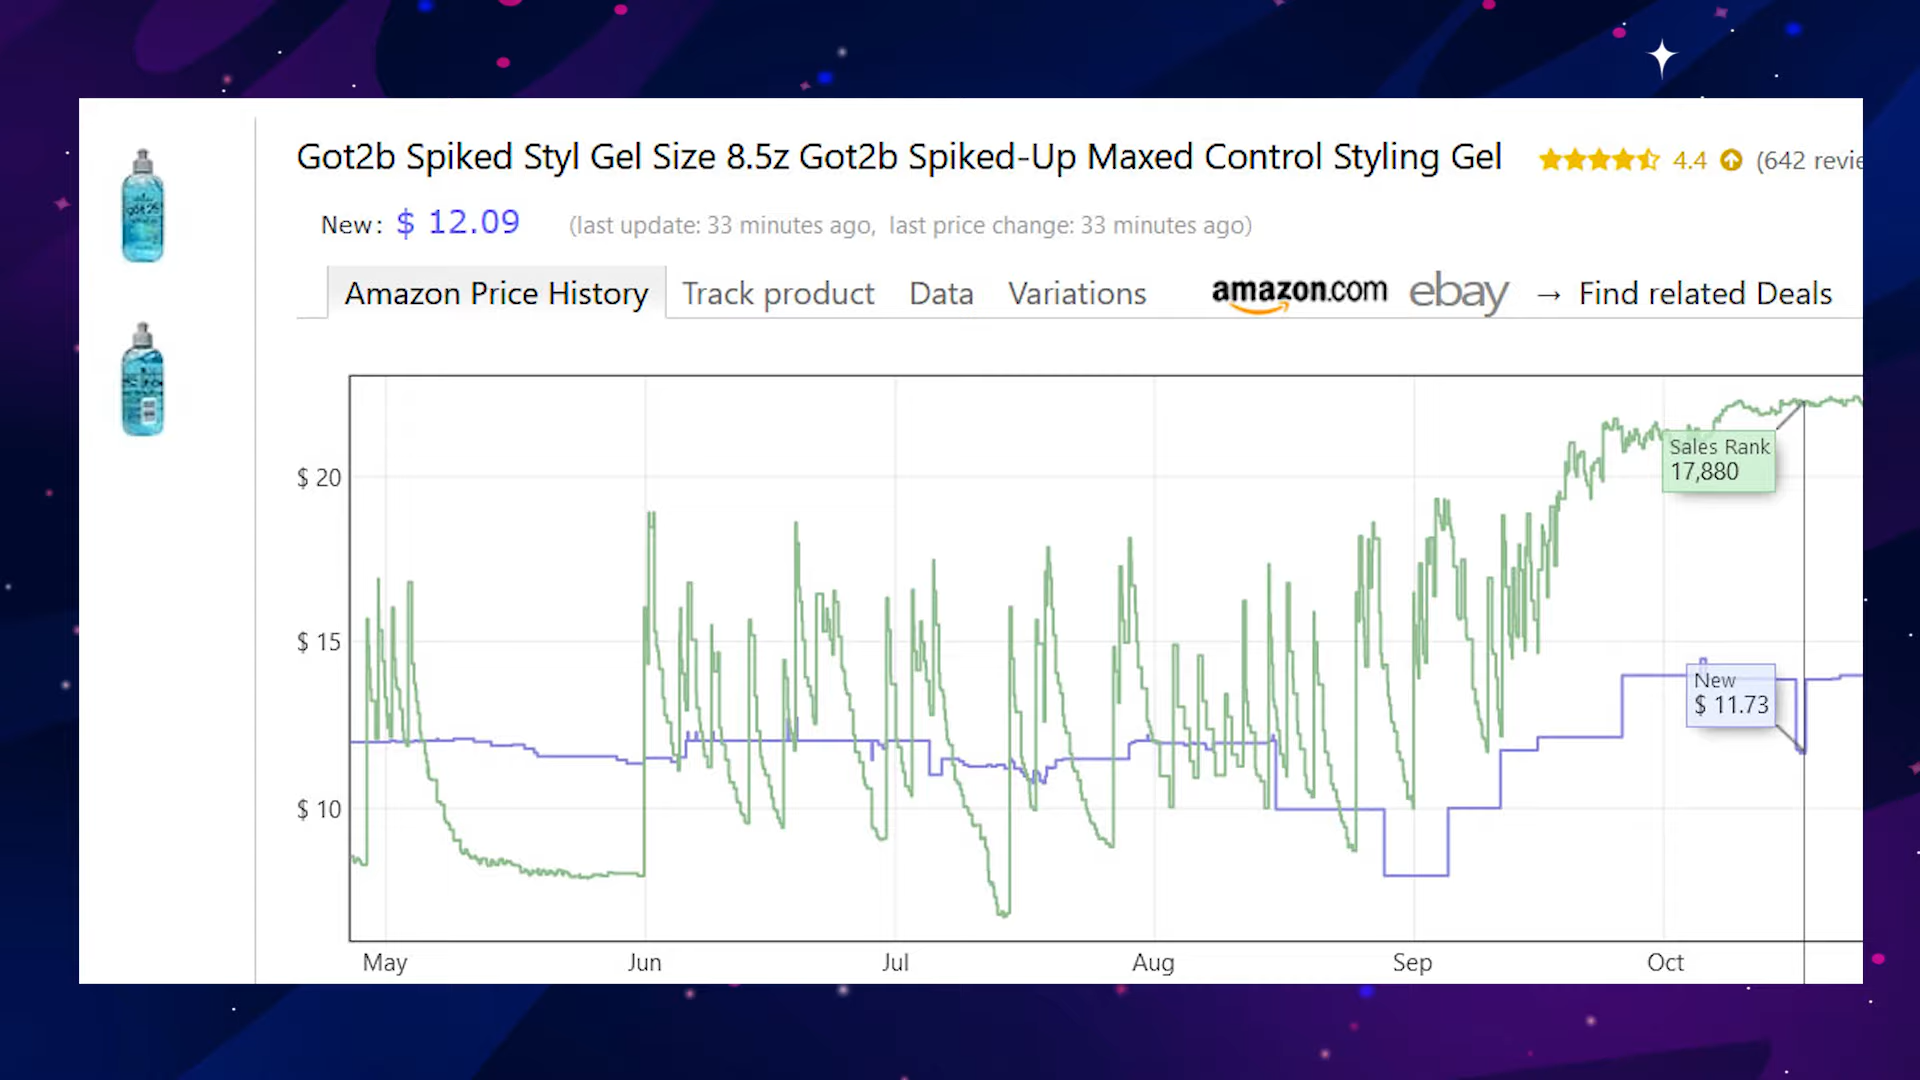 Got2b Spiked Styl Gel Size 8.5z Got2b Spiked-Up Maxed Control Styling Gel 4.4 (642 revie
New: $ 12.09 (last update: 33 minutes ago, last price change: 33 minutes ago)
Amazon Price History Track product Data Variations amazon.com ebay → Find related Deals
Sales Rank
17,880
$ 20
$ 15
New
$ 11.73
$ 10
May Jun Jul Aug Sep Oct